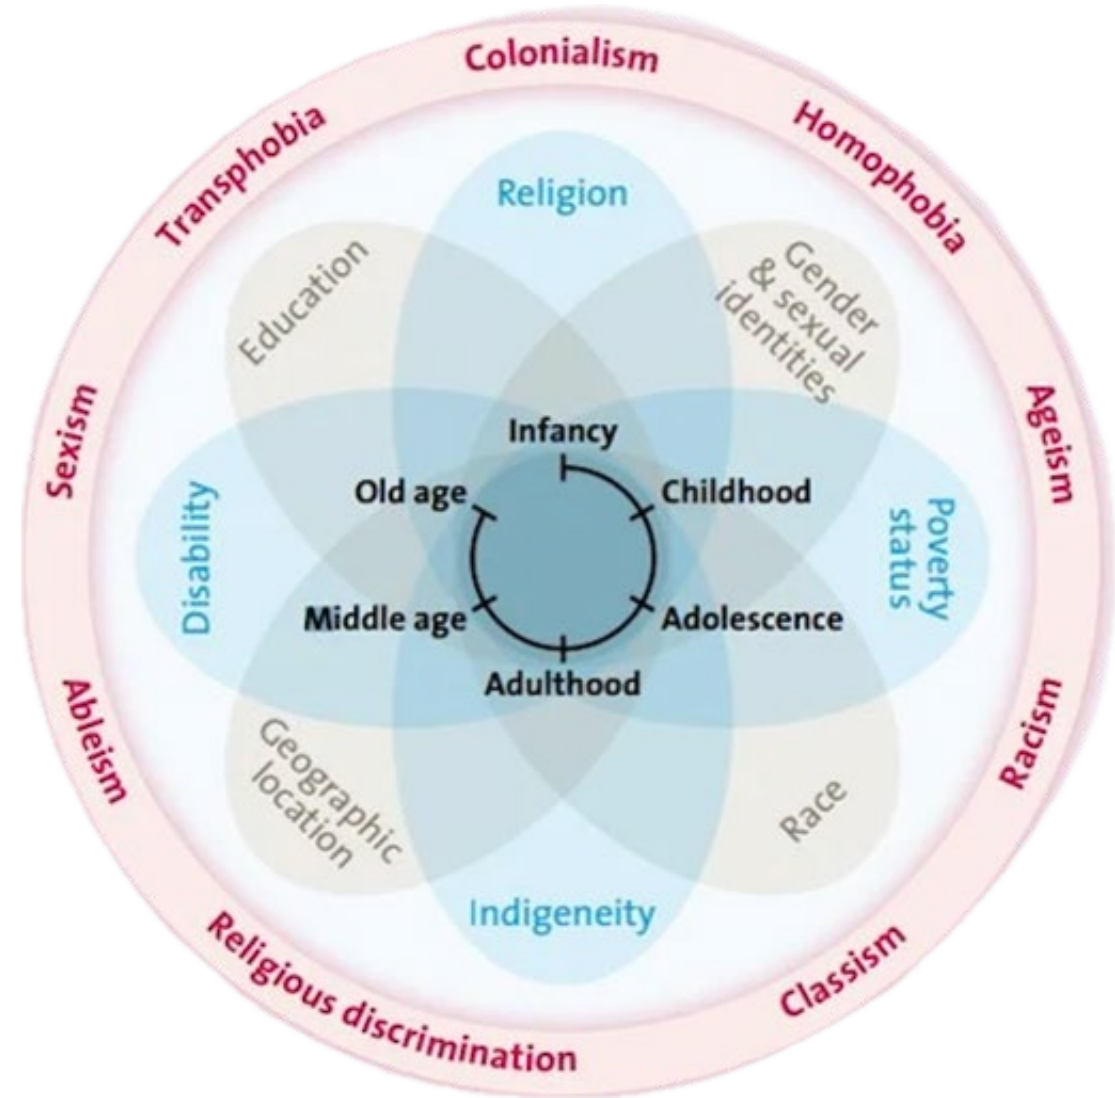 Colonialism
Homophobia
Ageism
Racism
Classism
Religious discrimination
Ableism
Sexism
Transphobia
Religion
Gender
& sexual
identities
Poverty
status
Race
Indigeneity
Geographic
location
Disability
Education
Infancy
Childhood
Adolescence
Adulthood
Middle age
Old age